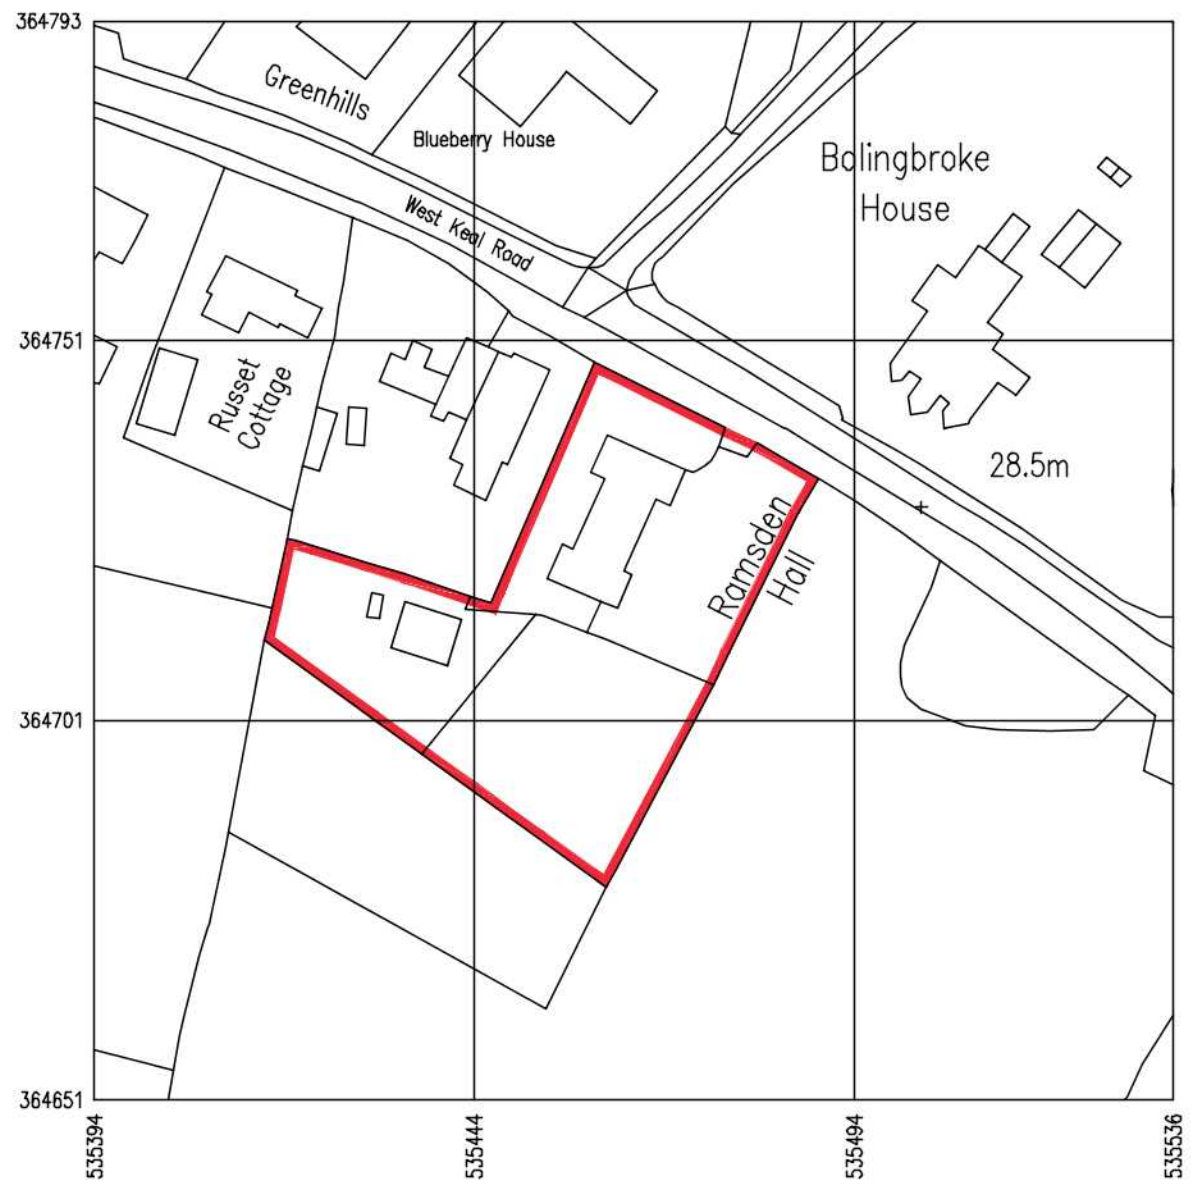 364793
Greenhills
Blueberry House
Bolingbroke
House
West Keal Road
364751
Russet
Cottage
28.5m
Ramsden
Hall
364701
364651
535394
535444
535494
535536